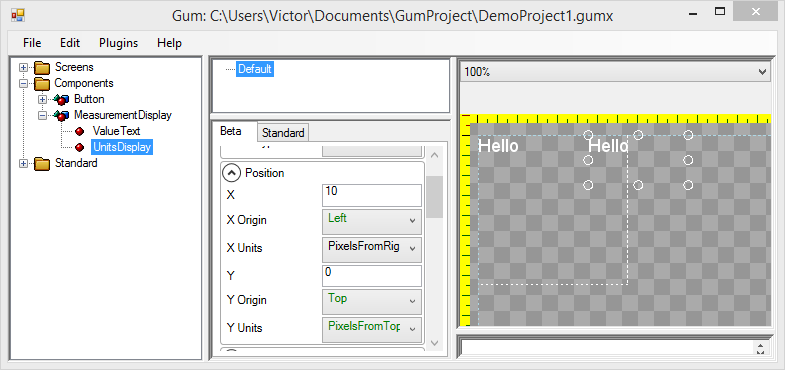 Gum: C:\Users\Victor\Documents\GumProject\DemoProject1.gumx
File Edit Plugins Help
Screens
Components
Button
MeasurementDisplay
ValueText
UnitsDisplay
Standard
Default
Beta Standard
Position
X 10
X Origin Left
X Units PixelsFromRig
Y 0
Y Origin Top
Y Units PixelsFromTop
100%
Hello Hello